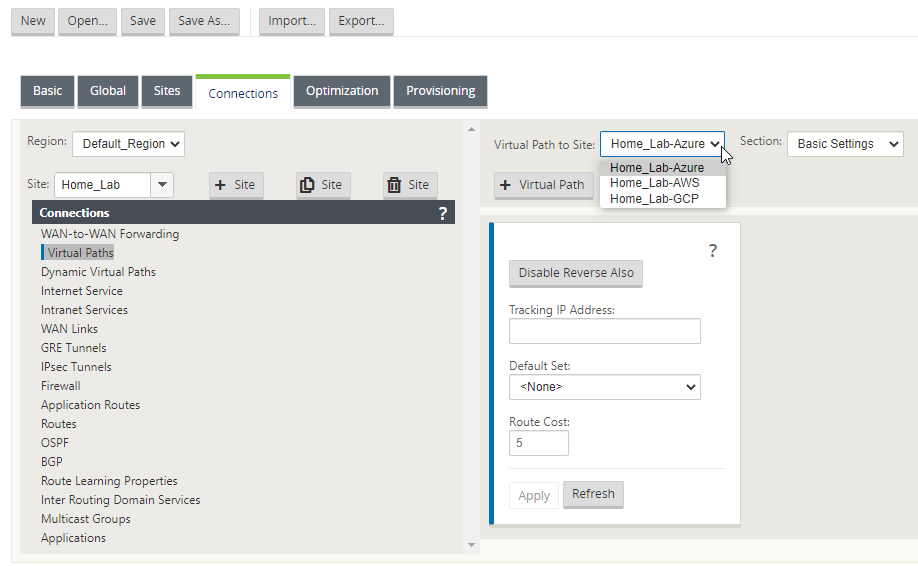 New Open... Save Save As... Import... Export...
Basic Global Sites Connections Optimization Provisioning
Region: Default_Region
Site: Home_Lab + Site Site Site
Connections ?
WAN-to-WAN Forwarding
Virtual Paths
Dynamic Virtual Paths
Internet Service
Intranet Services
WAN Links
GRE Tunnels
IPsec Tunnels
Firewall
Application Routes
Routes
OSPF
BGP
Route Learning Properties
Inter Routing Domain Services
Multicast Groups
Applications
Virtual Path to Site: Home_Lab-Azure Section: Basic Settings
Home_Lab-Azure
Home_Lab-AWS
Home_Lab-GCP
+ Virtual Path
?
Disable Reverse Also
Tracking IP Address:
Default Set:
<None>
Route Cost:
5
Apply Refresh